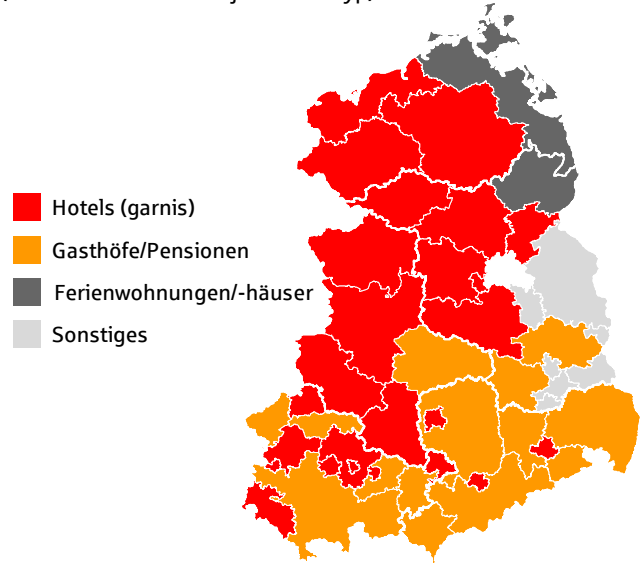 Hotels (garnis)
Gasthöfe/Pensionen
Ferienwohnungen/-häuser
Sonstiges